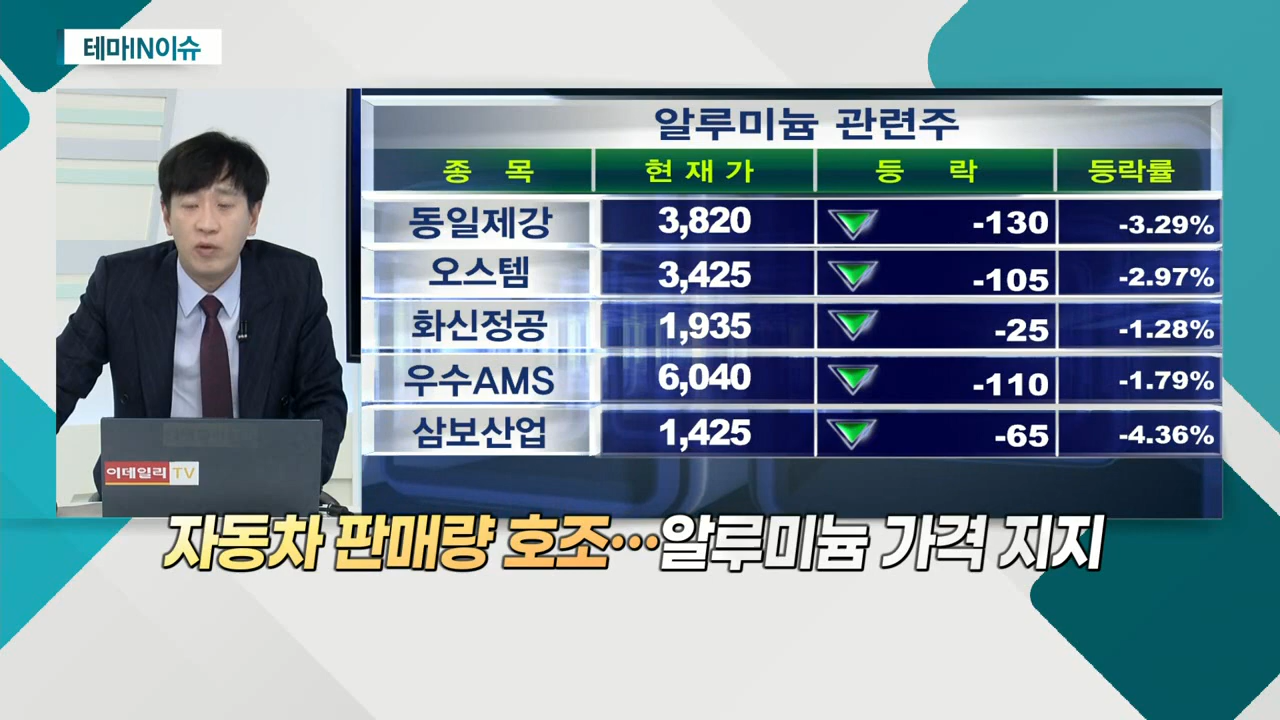 테마IN이슈
알루미늄 관련주
종 목 현 재 가 등 락 등락률
동일제강 3,820 -130 -3.29%
오스템 3,425 -105 -2.97%
화신정공 1,935 -25 -1.28%
우수AMS 6,040 -110 -1.79%
삼보산업 1,425 -65 -4.36%
이데일리TV
자동차 판매량 호조…알루미늄 가격 지지